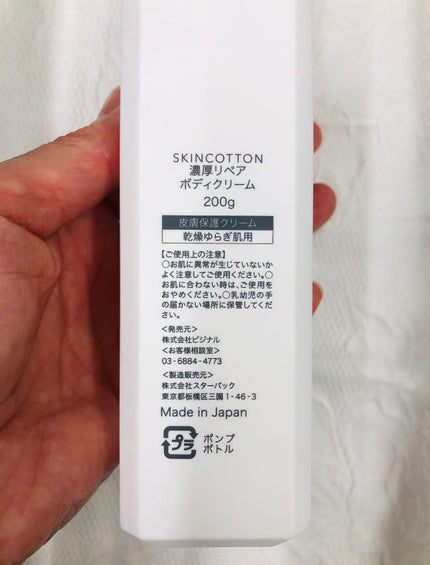 SKINCOTTON
濃厚リペア
ボディクリーム
200g
皮膚保護クリーム
乾燥ゆらぎ肌用
【ご使用上の注意】
○お肌に異常が生じていないか
よく注意してご使用ください。○
お肌に合わない時は、ご使用を
おやめください。○乳幼児の手
の届かない場所に保管してくだ
さい。
<発売元>
株式会社ビジナル
<お客様相談室>
03-6884-4773
<製造販売元>
株式会社スターパック
東京都板橋区三園1-46-3
Made in Japan
プラ ポンプ
ボトル